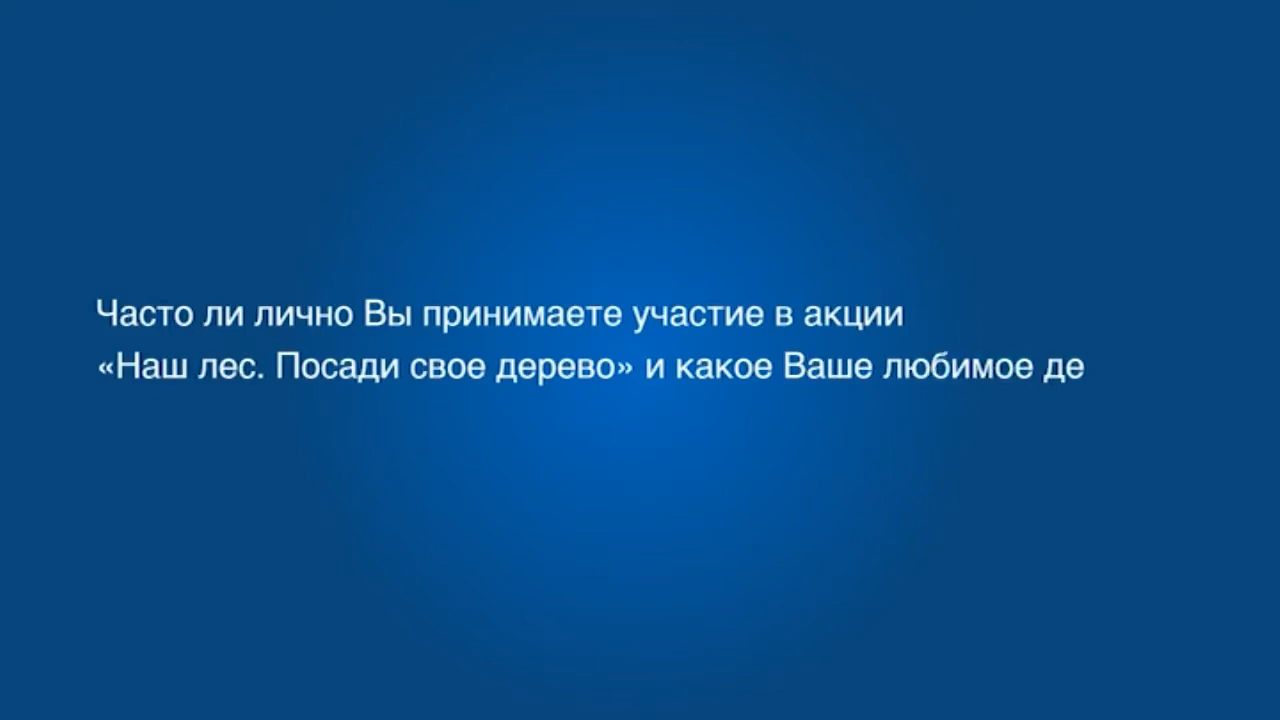 Часто ли лично Вы принимаете участие в акции
«Наш лес. Посади свое дерево» и какое Ваше любимое де